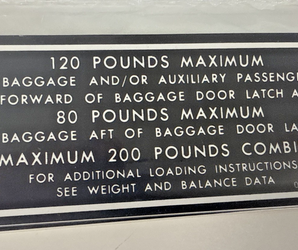 120 POUNDS MAXIMUM
BAGGAGE AND/OR AUXILIARY PASSENG
FORWARD OF BAGGAGE DOOR LATCH A
80 POUNDS MAXIMUM
BAGGAGE AFT OF BAGGAGE DOOR LA
MAXIMUM 200 POUNDS COMBI
FOR ADDITIONAL LOADING INSTRUCTIONS
SEE WEIGHT AND BALANCE DATA